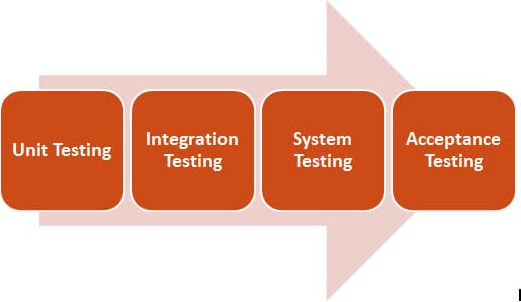 Unit Testing
Integration
Testing
System
Testing
Acceptance
Testing